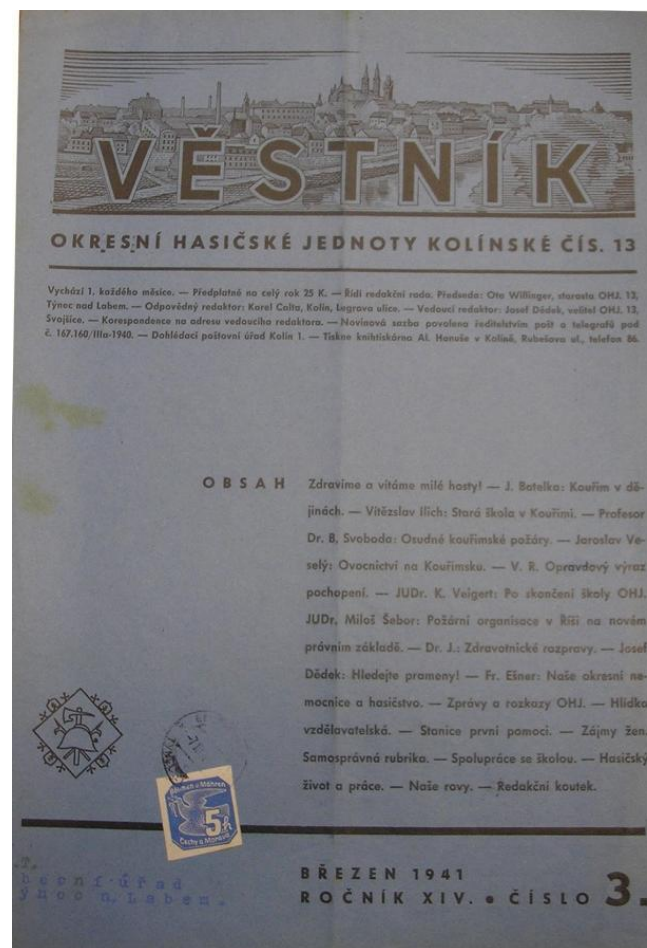 VĚSTNÍK
OKRESNÍ HASIČSKÉ JEDNOTY KOLÍNSKÉ ČÍS. 13
Vychází 1. každého měsíce. — Předplatné na celý rok 25 K. — Řídí redakční rada. Předseda: Oto Willinger, starosta OHJ. 13,
Týnec nad Labem. — Odpovědný redaktor: Karel Colta, Kolín, Legrova ulice. — Vedoucí redaktor: Josef Dědek, velitel OHJ. 13,
Svojšice. — Korespondence na adresu vedoucího redaktora. — Novinová sazba povolena ředitelstvím pošt a telegrafů pod
č. 167.160/IIIa-1940. — Dohlédací poštovní úřad Kolín 1. — Tiskne knihtiskárna Al. Hanuše v Kolíně, Rubešova ul., telefon 86.
OBSAH Zdravíme a vítáme milé hosty! — J. Batelka: Kouřim v dě-
jinách. — Vítězslav Ilich: Stará škola v Kouřimi. — Profesor
Dr. B. Svoboda: Osudné kouřimské požáry. — Jaroslav Ve-
selý: Ovocnictví na Kouřimsku. — V. R. Opravdový výraz
pochopení. — JUDr. K. Veigert: Po skončení školy OHJ.
JUDr. Miloš Šebor: Požární organisace v Říši na novém
právním základě. — Dr. J.: Zdravotnické rozpravy. — Josef
Dědek: Hledejte prameny! — Fr. Ešner: Naše okresní ne-
mocnice a hasičstvo. — Zprávy a rozkazy OHJ. — Hlídka
vzdělavatelská. — Stanice první pomoci. — Zájmy žen.
Samosprávná rubrika. — Spolupráce se školou. — Hasičský
život a práce. — Naše rovy. — Redakční koutek.
Böhmen u. Mähren
5h
Čechy a Morava
becní úřad
ýnec n. Labem.
BŘEZEN 1941
ROČNÍK XIV. • ČÍSLO 3.